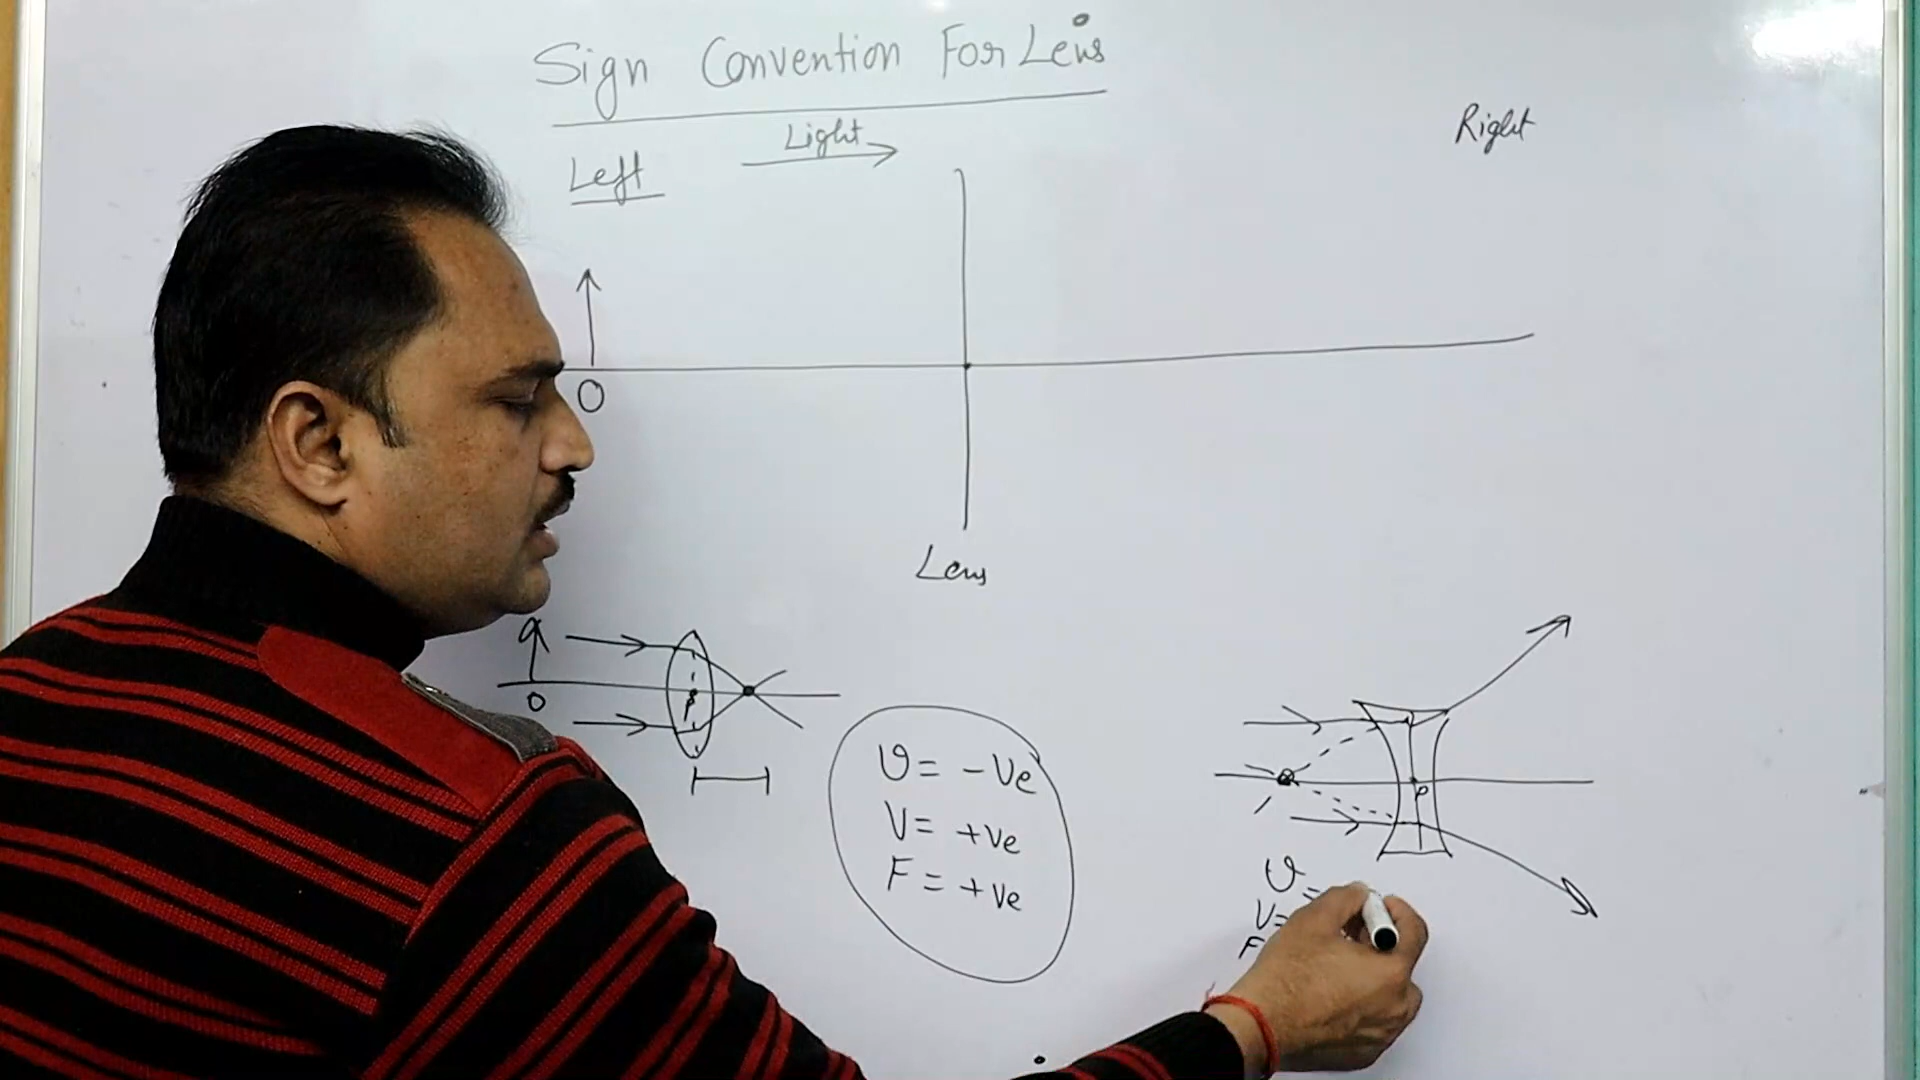 Sign Convention For Lens
Light
Left
Right
O
Lens
O
P
U = -Ve
V = +Ve
F = +Ve
P
U =
V =
F